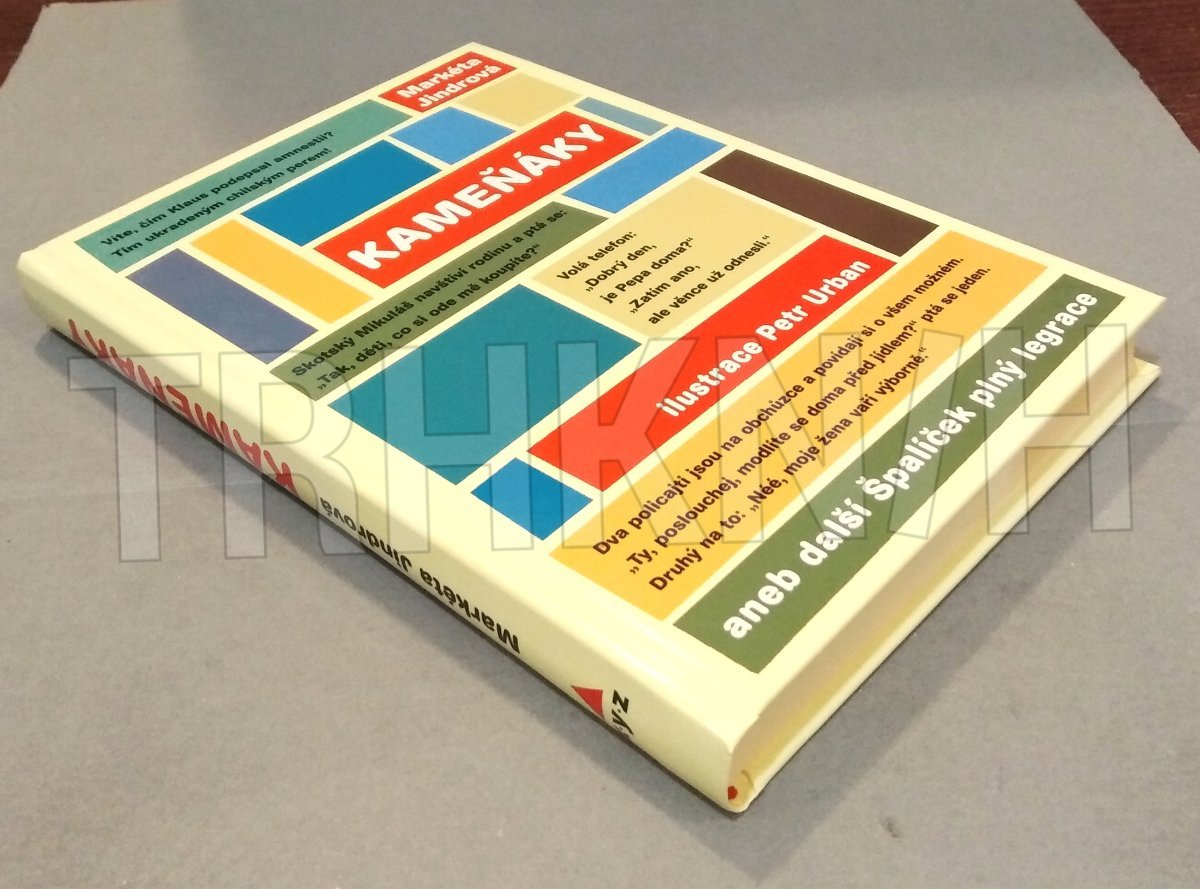 Markéta
Jindrová
Víte, čím Klaus podepsal amnestii?
Tím ukradeným chilským perem!
KAMEŇÁKY
Skotský Mikuláš navštíví rodinu a ptá se:
„Tak, děti, co si ode mě koupíte?“
Volá telefon:
„Dobrý den,
je Pepa doma?“
„Zatím ano,
ale věnce už odnesli.“
ilustrace Petr Urban
Dva policajti jsou na obchůzce a povídají si o všem možném.
„Ty, poslouchej, modlíte se doma před jídlem?“ ptá se jeden.
Druhý na to: „Néé, moje žena vaří výborně.“
aneb další Špalíček plný legrace
KAMEŇÁKY
Markéta Jindrová
y·z
TRHKNIH